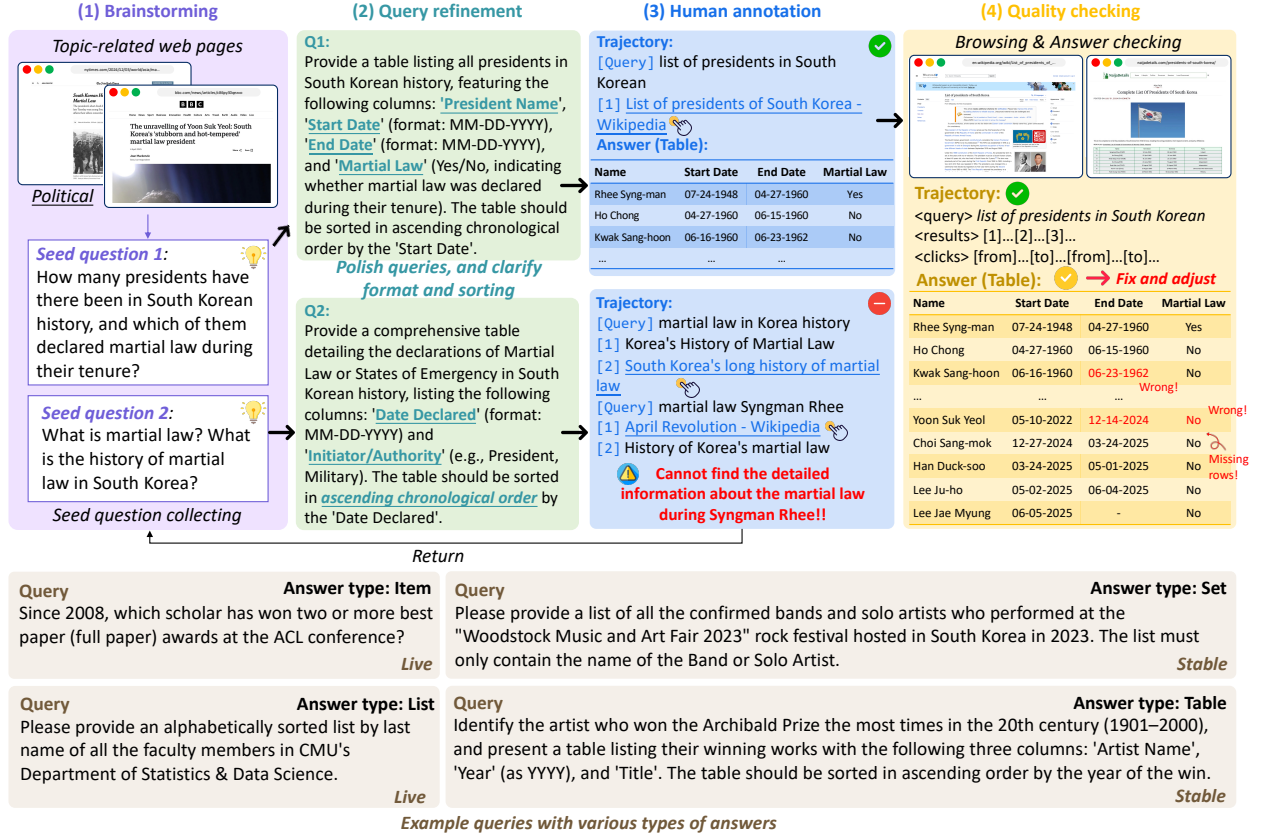 (1) Brainstorming
Topic-related web pages
The unravelling of Yoon Suk Yeol: South
Korea's 'stubborn and hot-tempered'
martial law president
BBC
Political
Seed question 1:
How many presidents have
there been in South Korean
history, and which of them
declared martial law during
their tenure?
Seed question 2:
What is martial law? What
is the history of martial
law in South Korea?
Seed question collecting
(2) Query refinement
Q1:
Provide a table listing all presidents in
South Korean history, featuring the
following columns: 'President Name',
'Start Date' (format: MM-DD-YYYY),
'End Date' (format: MM-DD-YYYY),
and 'Martial Law' (Yes/No, indicating
whether martial law was declared
during their tenure). The table should
be sorted in ascending chronological
order by the 'Start Date'.
Polish queries, and clarify
format and sorting
Q2:
Provide a comprehensive table
detailing the declarations of Martial
Law or States of Emergency in South
Korean history, listing the following
columns: 'Date Declared' (format:
MM-DD-YYYY) and
'Initiator/Authority' (e.g., President,
Military). The table should be sorted
in ascending chronological order by
the 'Date Declared'.
(3) Human annotation
Trajectory:
[Query] list of presidents in South
Korean
[1] List of presidents of South Korea -
Wikipedia
Answer (Table):
Name Start Date End Date Martial Law
Rhee Syng-man 07-24-1948 04-27-1960 Yes
Ho Chong 04-27-1960 06-15-1960 No
Kwak Sang-hoon 06-16-1960 06-23-1962 No
... ... ...
Trajectory:
[Query] martial law in Korea history
[1] Korea's History of Martial Law
[2] South Korea's long history of martial
law
[Query] martial law Syngman Rhee
[1] April Revolution - Wikipedia
[2] History of Korea's martial law
Cannot find the detailed
information about the martial law
during Syngman Rhee!!
Return
(4) Quality checking
Browsing & Answer checking
Complete List Of Presidents Of South Korea
Trajectory:
<query> list of presidents in South Korean
<results> [1]...[2]...[3]...
<clicks> [from]...[to]...[from]...[to]...
Answer (Table): Fix and adjust
Name Start Date End Date Martial Law
Rhee Syng-man 07-24-1948 04-27-1960 Yes
Ho Chong 04-27-1960 06-15-1960 No
Kwak Sang-hoon 06-16-1960 06-23-1962 No
Wrong!
... ... ...
Wrong!
Yoon Suk Yeol 05-10-2022 12-14-2024 No
Choi Sang-mok 12-27-2024 03-24-2025 No
Missing
rows!
Han Duck-soo 03-24-2025 05-01-2025 No
Lee Ju-ho 05-02-2025 06-04-2025 No
Lee Jae Myung 06-05-2025 - No
Query Answer type: Item
Since 2008, which scholar has won two or more best
paper (full paper) awards at the ACL conference?
Live
Query Answer type: Set
Please provide a list of all the confirmed bands and solo artists who performed at the
"Woodstock Music and Art Fair 2023" rock festival hosted in South Korea in 2023. The list must
only contain the name of the Band or Solo Artist.
Stable
Query Answer type: List
Please provide an alphabetically sorted list by last
name of all the faculty members in CMU's
Department of Statistics & Data Science.
Live
Query Answer type: Table
Identify the artist who won the Archibald Prize the most times in the 20th century (1901–2000),
and present a table listing their winning works with the following three columns: 'Artist Name',
'Year' (as YYYY), and 'Title'. The table should be sorted in ascending order by the year of the win.
Stable
Example queries with various types of answers